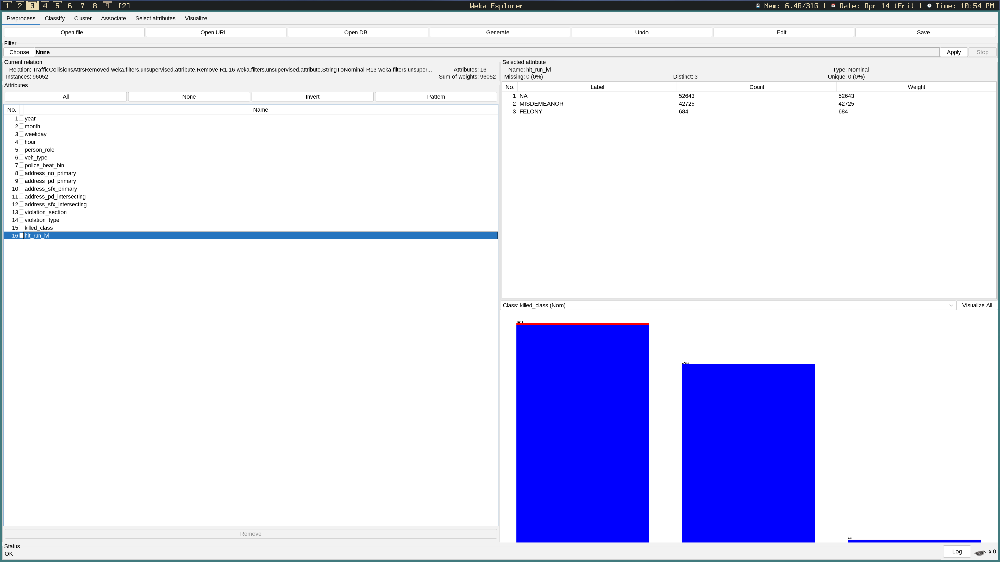 1 2 3 4 5 6 7 8 9 [2] Weka Explorer Mem: 6.4G/31G | Date: Apr 14 (Fri) | Time: 10:54 PM
Preprocess Classify Cluster Associate Select attributes Visualize
Open file... Open URL... Open DB... Generate... Undo Edit... Save...
Filter
Choose None Apply Stop
Current relation
Relation: TrafficCollisionsAttrsRemoved-weka.filters.unsupervised.attribute.Remove-R1,16-weka.filters.unsupervised.attribute.StringToNominal-R13-weka.filters.unsuper... Attributes: 16
Instances: 96052 Sum of weights: 96052
Attributes
All None Invert Pattern
No. Name
1 year
2 month
3 weekday
4 hour
5 person_role
6 veh_type
7 police_beat_bin
8 address_no_primary
9 address_pd_primary
10 address_sfx_primary
11 address_pd_intersecting
12 address_sfx_intersecting
13 violation_section
14 violation_type
15 killed_class
16 hit_run_lvl
Remove
Selected attribute
Name: hit_run_lvl Type: Nominal
Missing: 0 (0%) Distinct: 3 Unique: 0 (0%)
No. Label Count Weight
1 NA 52643 52643
2 MISDEMEANOR 42725 42725
3 FELONY 684 684
Class: killed_class (Nom) Visualize All
52643
42725
684
Status
OK
Log x 0